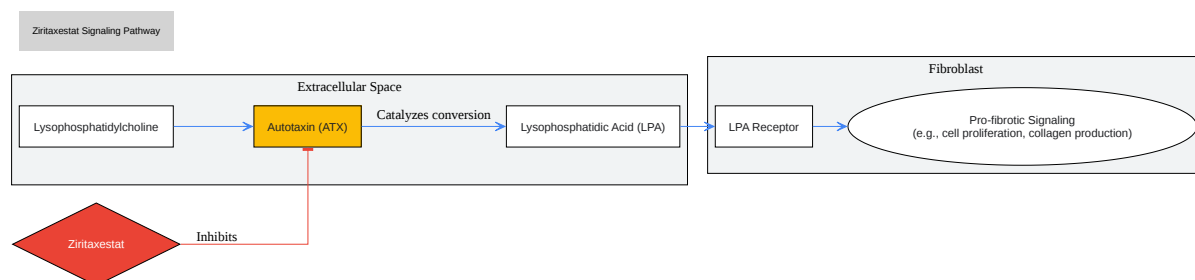 Ziritaxestat Signaling Pathway
Extracellular Space
Fibroblast
Lysophosphatidylcholine
Autotaxin (ATX)
Catalyzes conversion
Lysophosphatidic Acid (LPA)
LPA Receptor
Pro-fibrotic Signaling
(e.g., cell proliferation, collagen production)
Ziritaxestat
Inhibits